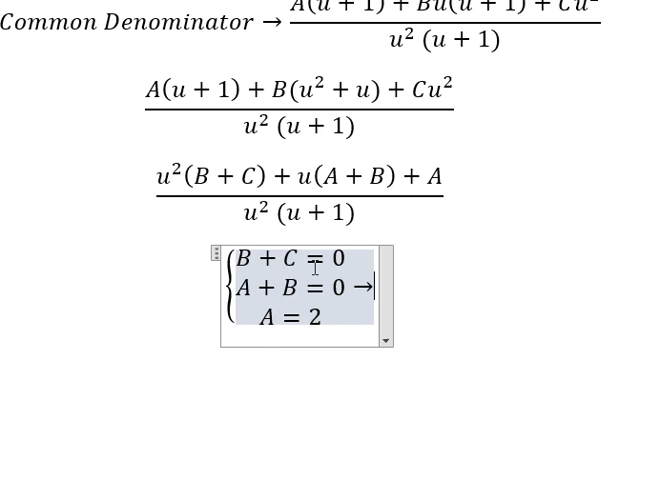 Common Denominator → A(u + 1) + Bu(u + 1) + Cu²
u² (u + 1)
A(u + 1) + B(u² + u) + Cu²
u² (u + 1)
u²(B + C) + u(A + B) + A
u² (u + 1)
B + C = 0
A + B = 0 →
A = 2